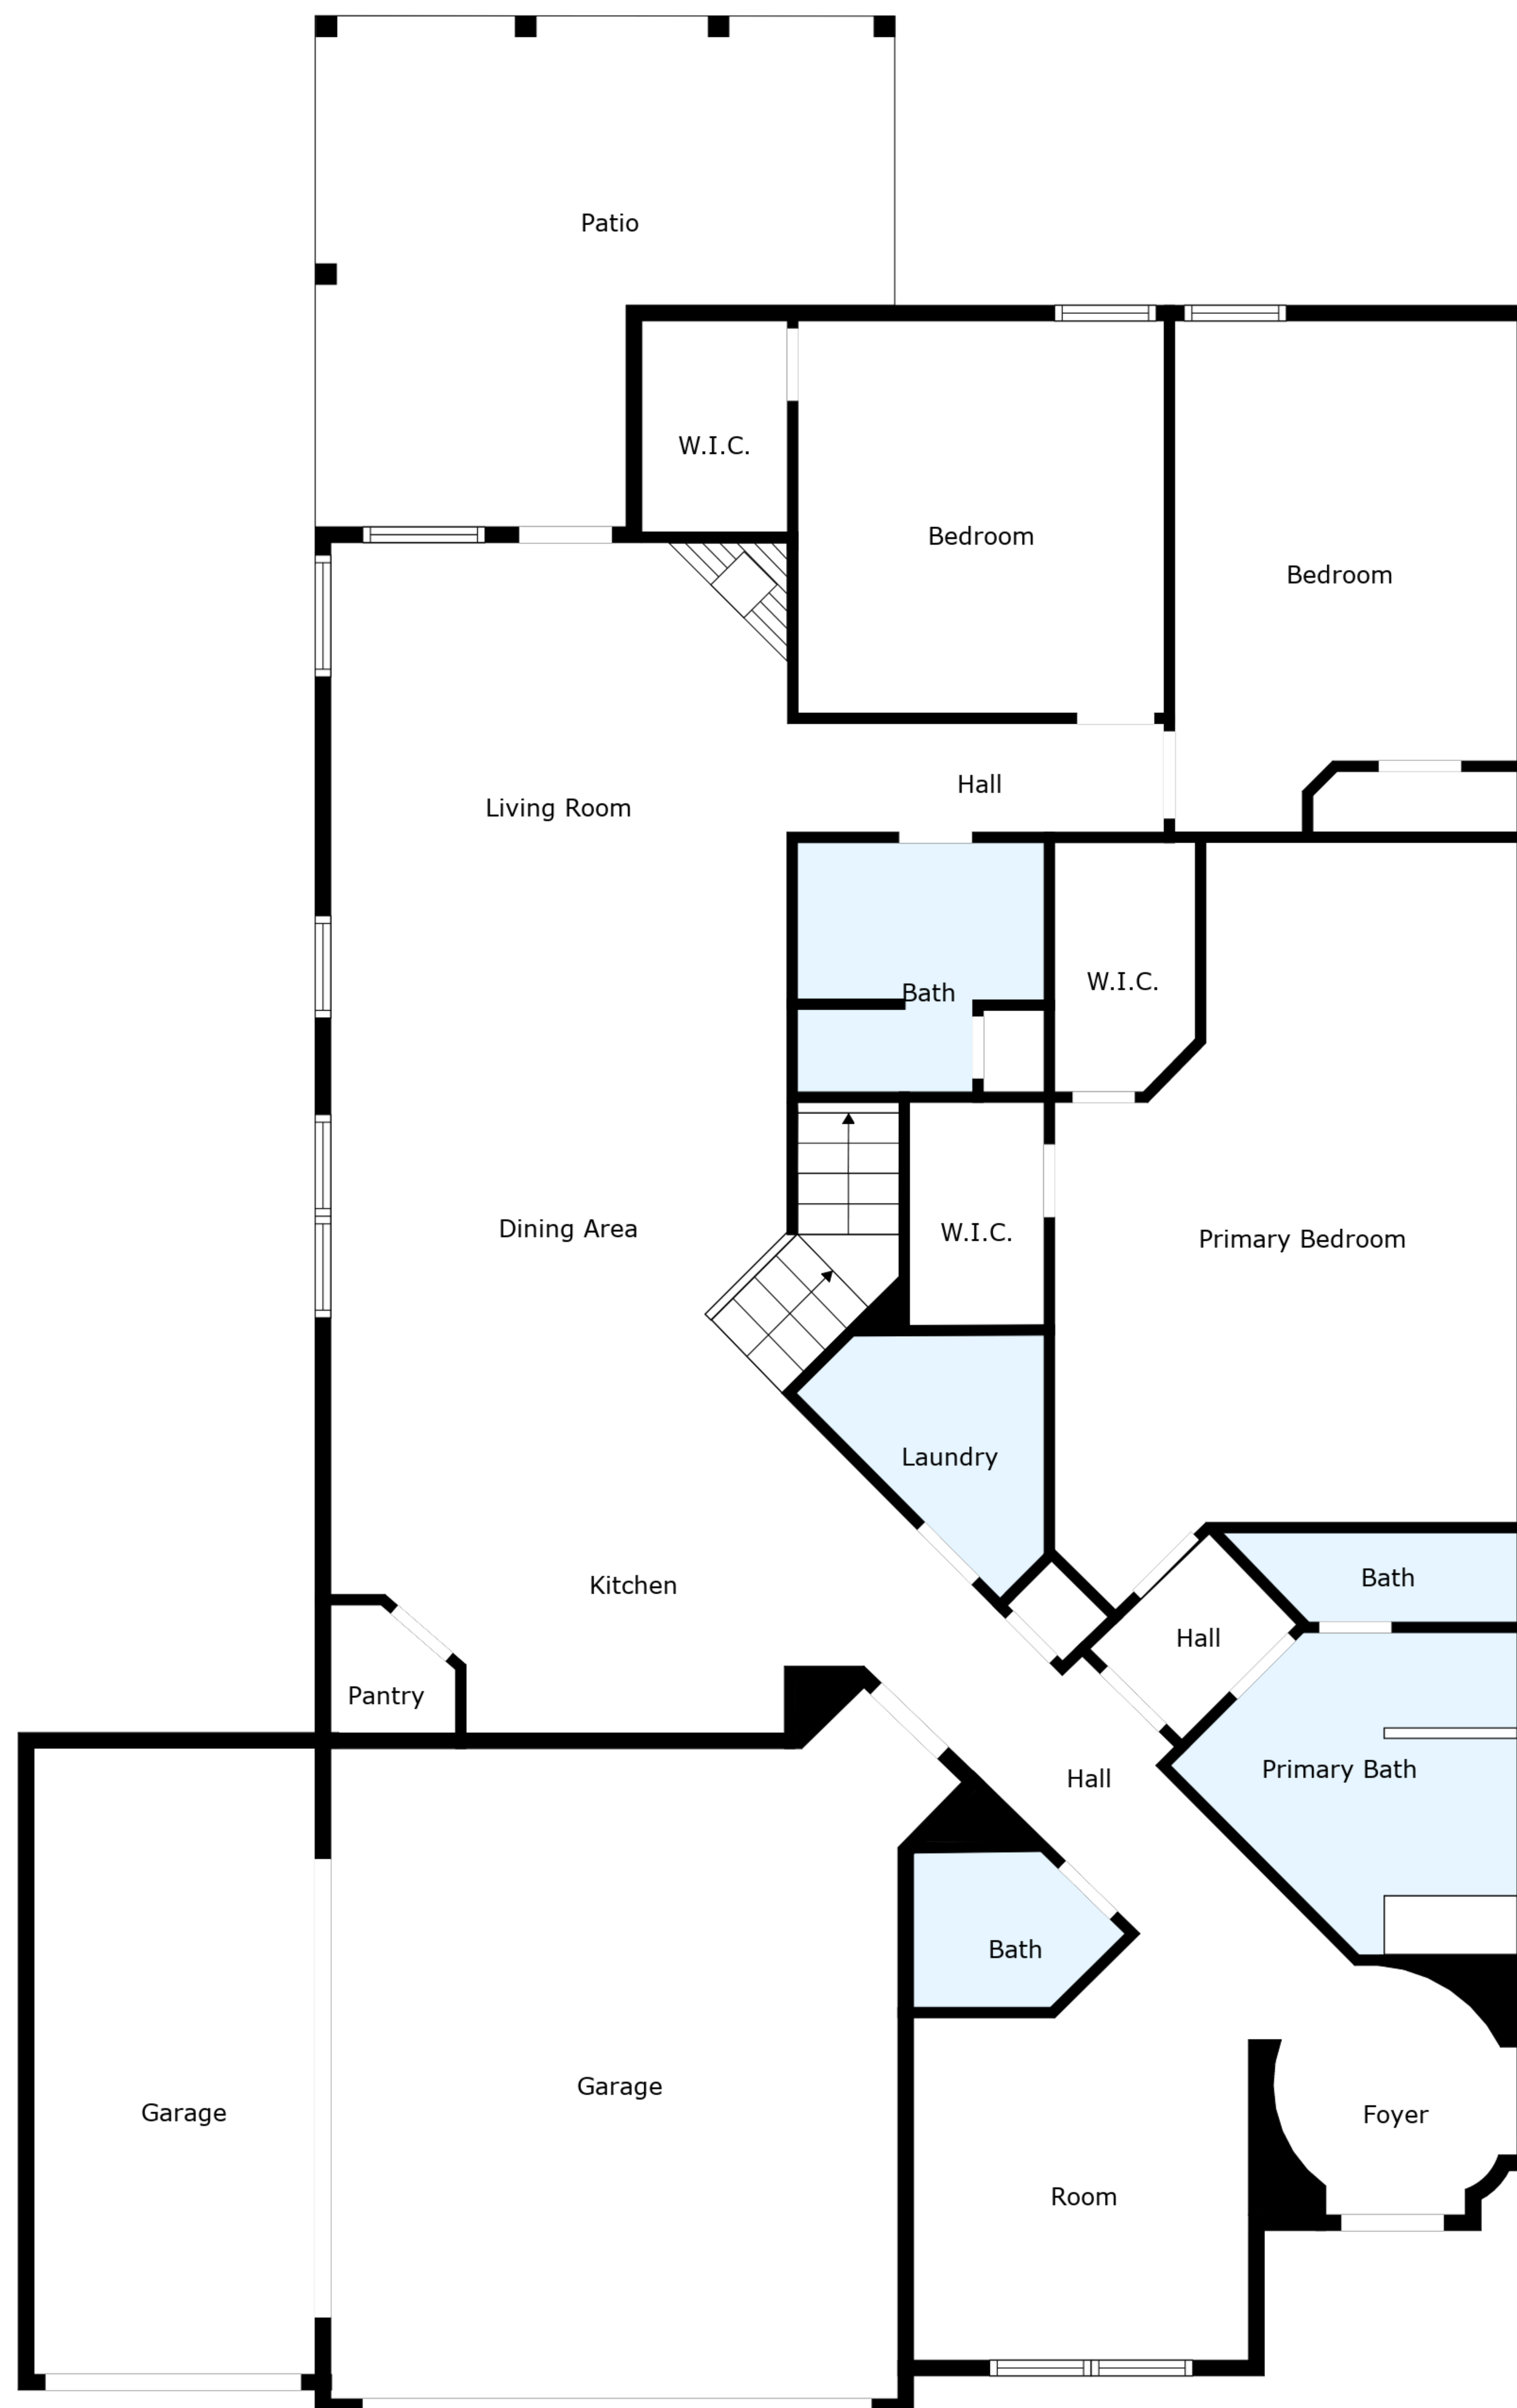 Patio
W.I.C.
Bedroom
Bedroom
Hall
Living Room
W.I.C.
Bath
Dining Area
W.I.C.
Primary Bedroom
Laundry
Bath
Kitchen
Hall
Pantry
Primary Bath
Hall
Bath
Garage
Garage
Foyer
Room